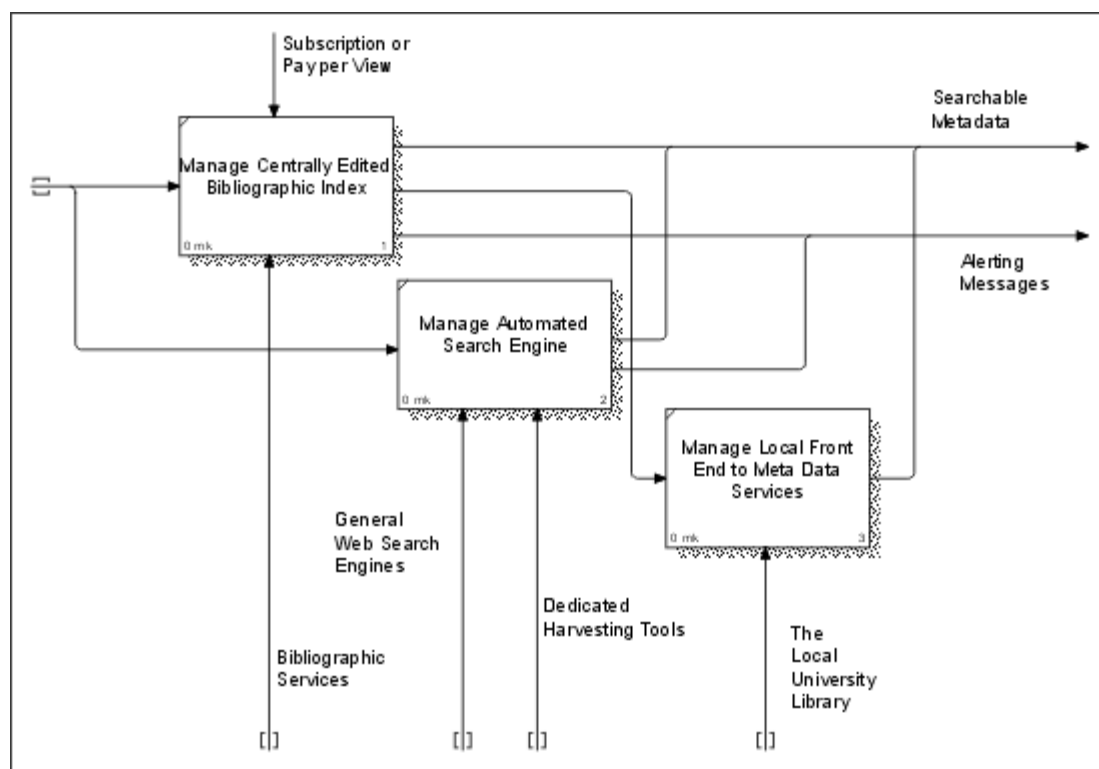 Subscription or
Pay per View
Searchable
Metadata
Manage Centrally Edited
Bibliographic Index
0 mk
1
Alerting
Messages
Manage Automated
Search Engine
0 mk
2
Manage Local Front
End to Meta Data
Services
0 mk
3
General
Web Search
Engines
Dedicated
Harvesting Tools
The
Local
University
Library
Bibliographic
Services